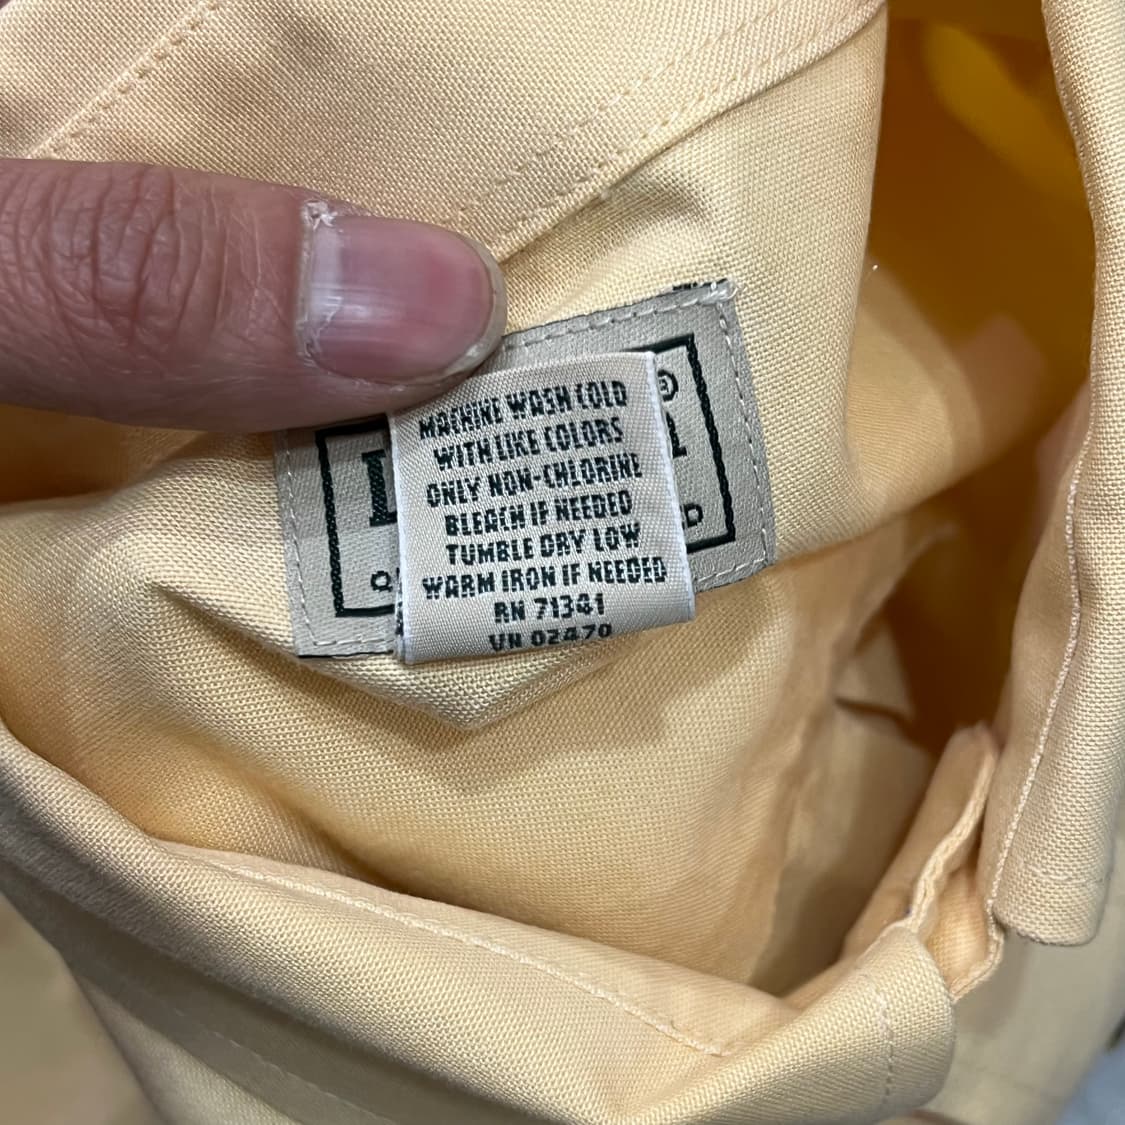 MACHINE WASH COLD
WITH LIKE COLORS
ONLY NON-CHLORINE
BLEACH IF NEEDED
TUMBLE DRY LOW
WARM IRON IF NEEDED
RN 71341
VN 02470